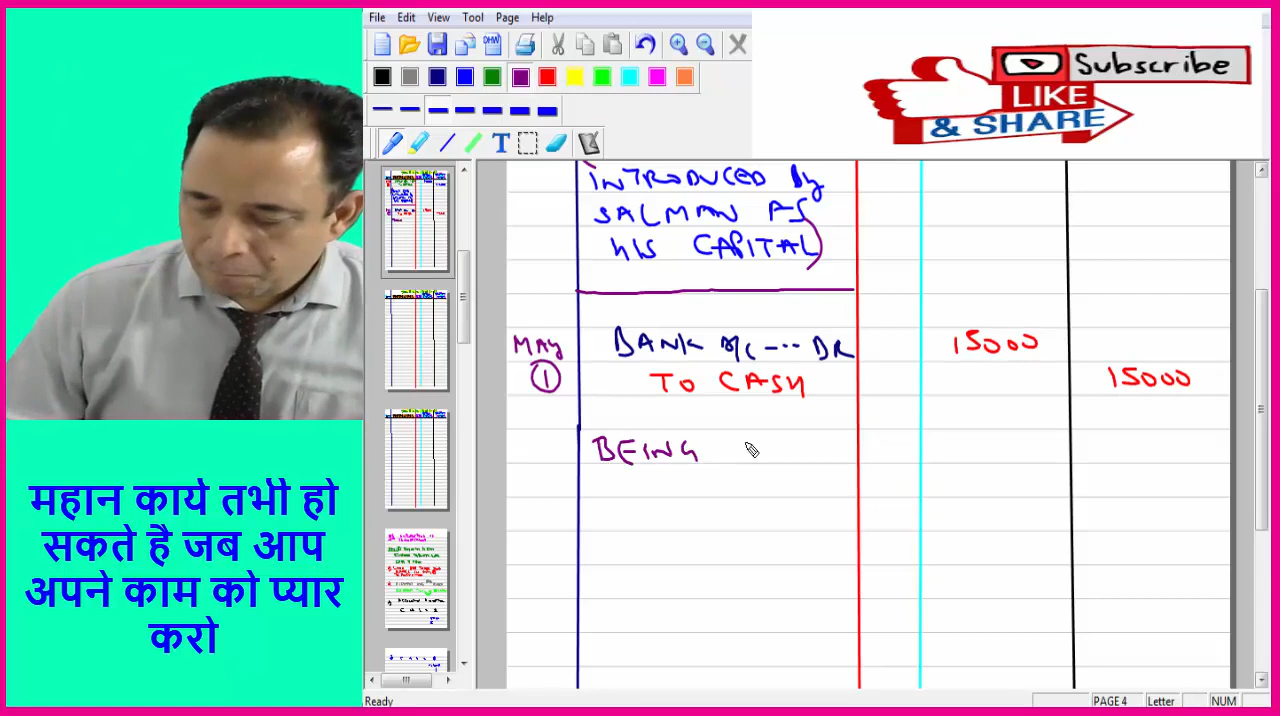 File Edit View Tool Page Help
Subscribe
LIKE
& SHARE
INTRODUCED By
SALMAN AS
HIS CAPITAL)
MAY BANK A/C --- DR 15000
① TO CASH 15000
BEING
महान कार्य तभी हो
सकते है जब आप
अपने काम को प्यार
करो
Ready PAGE 4 Letter NUM